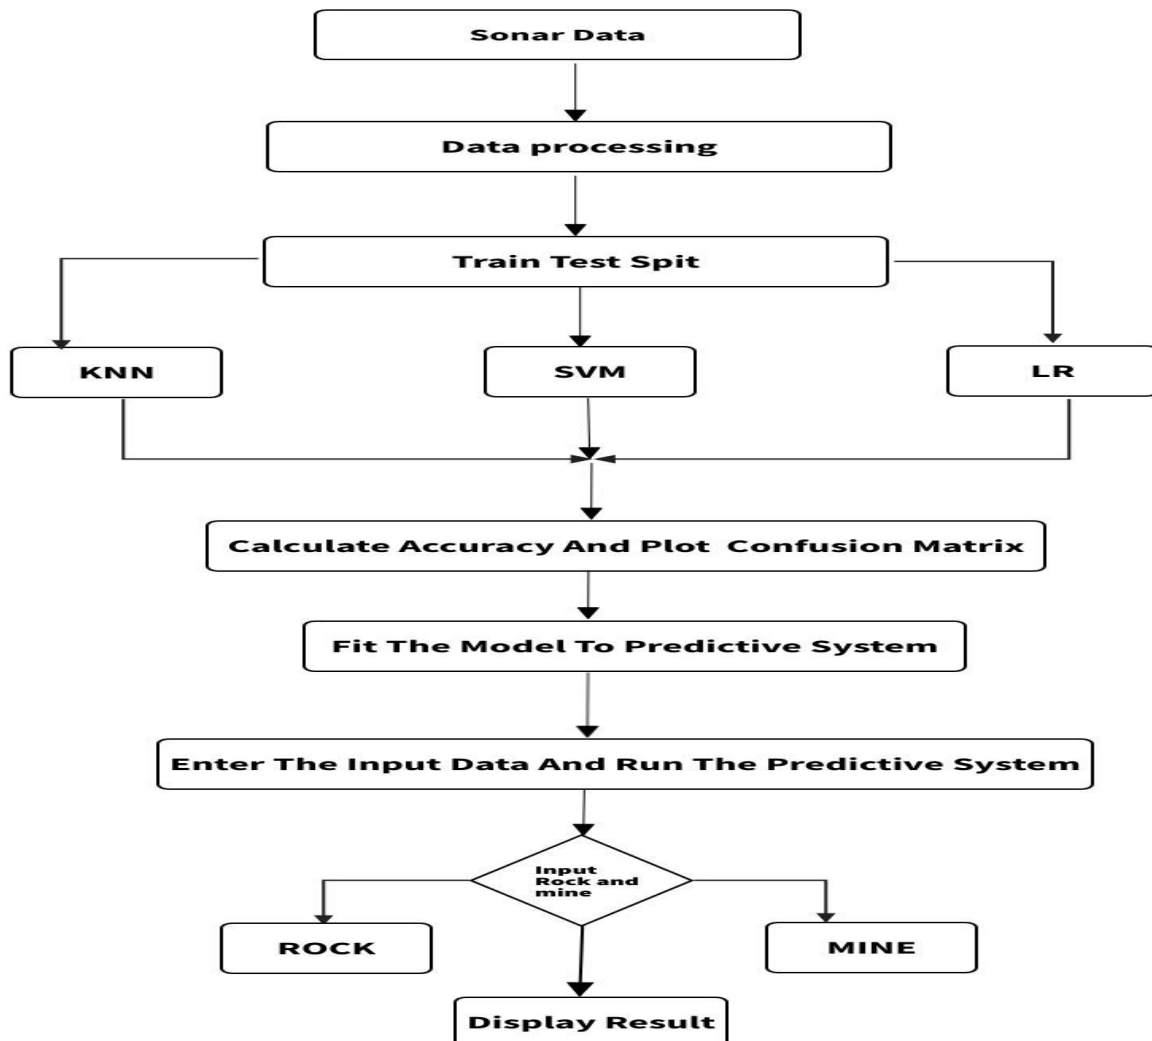 Sonar Data
Data processing
Train Test Spit
KNN
SVM
LR
Calculate Accuracy And Plot Confusion Matrix
Fit The Model To Predictive System
Enter The Input Data And Run The Predictive System
Input
Rock and
mine
ROCK
MINE
Display Result